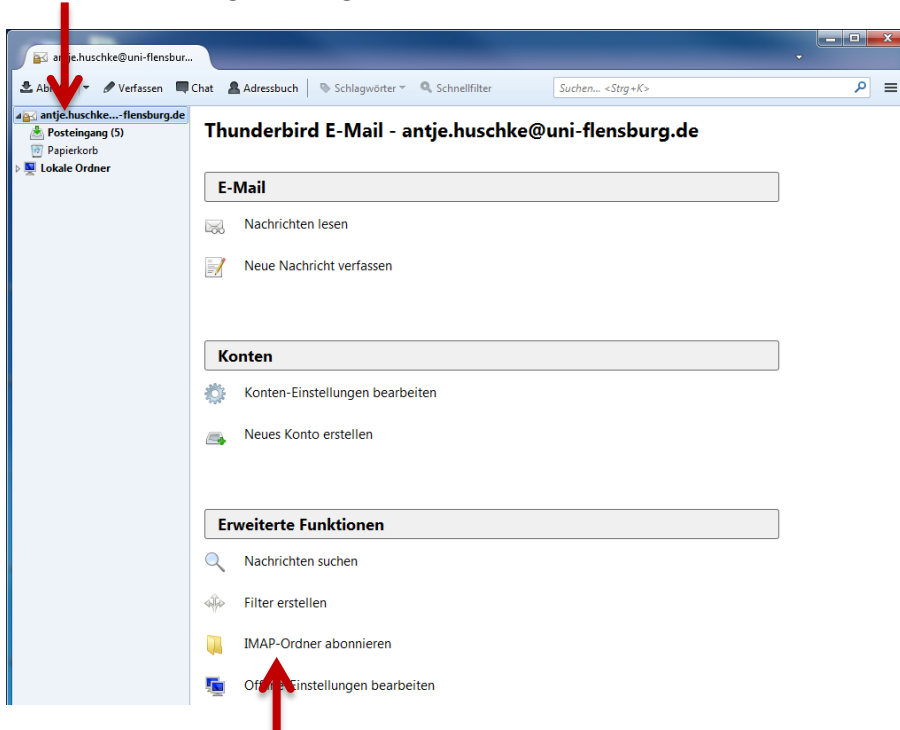 antje.huschke@uni-flensbur...
Verfassen Chat Adressbuch Schlagwörter Schnellfilter Suchen... <Strg+K>
antje.huschke...-flensburg.de
Posteingang (5)
Papierkorb
Lokale Ordner
Thunderbird E-Mail - antje.huschke@uni-flensburg.de
E-Mail
Nachrichten lesen
Neue Nachricht verfassen
Konten
Konten-Einstellungen bearbeiten
Neues Konto erstellen
Erweiterte Funktionen
Nachrichten suchen
Filter erstellen
IMAP-Ordner abonnieren
Offline-Einstellungen bearbeiten